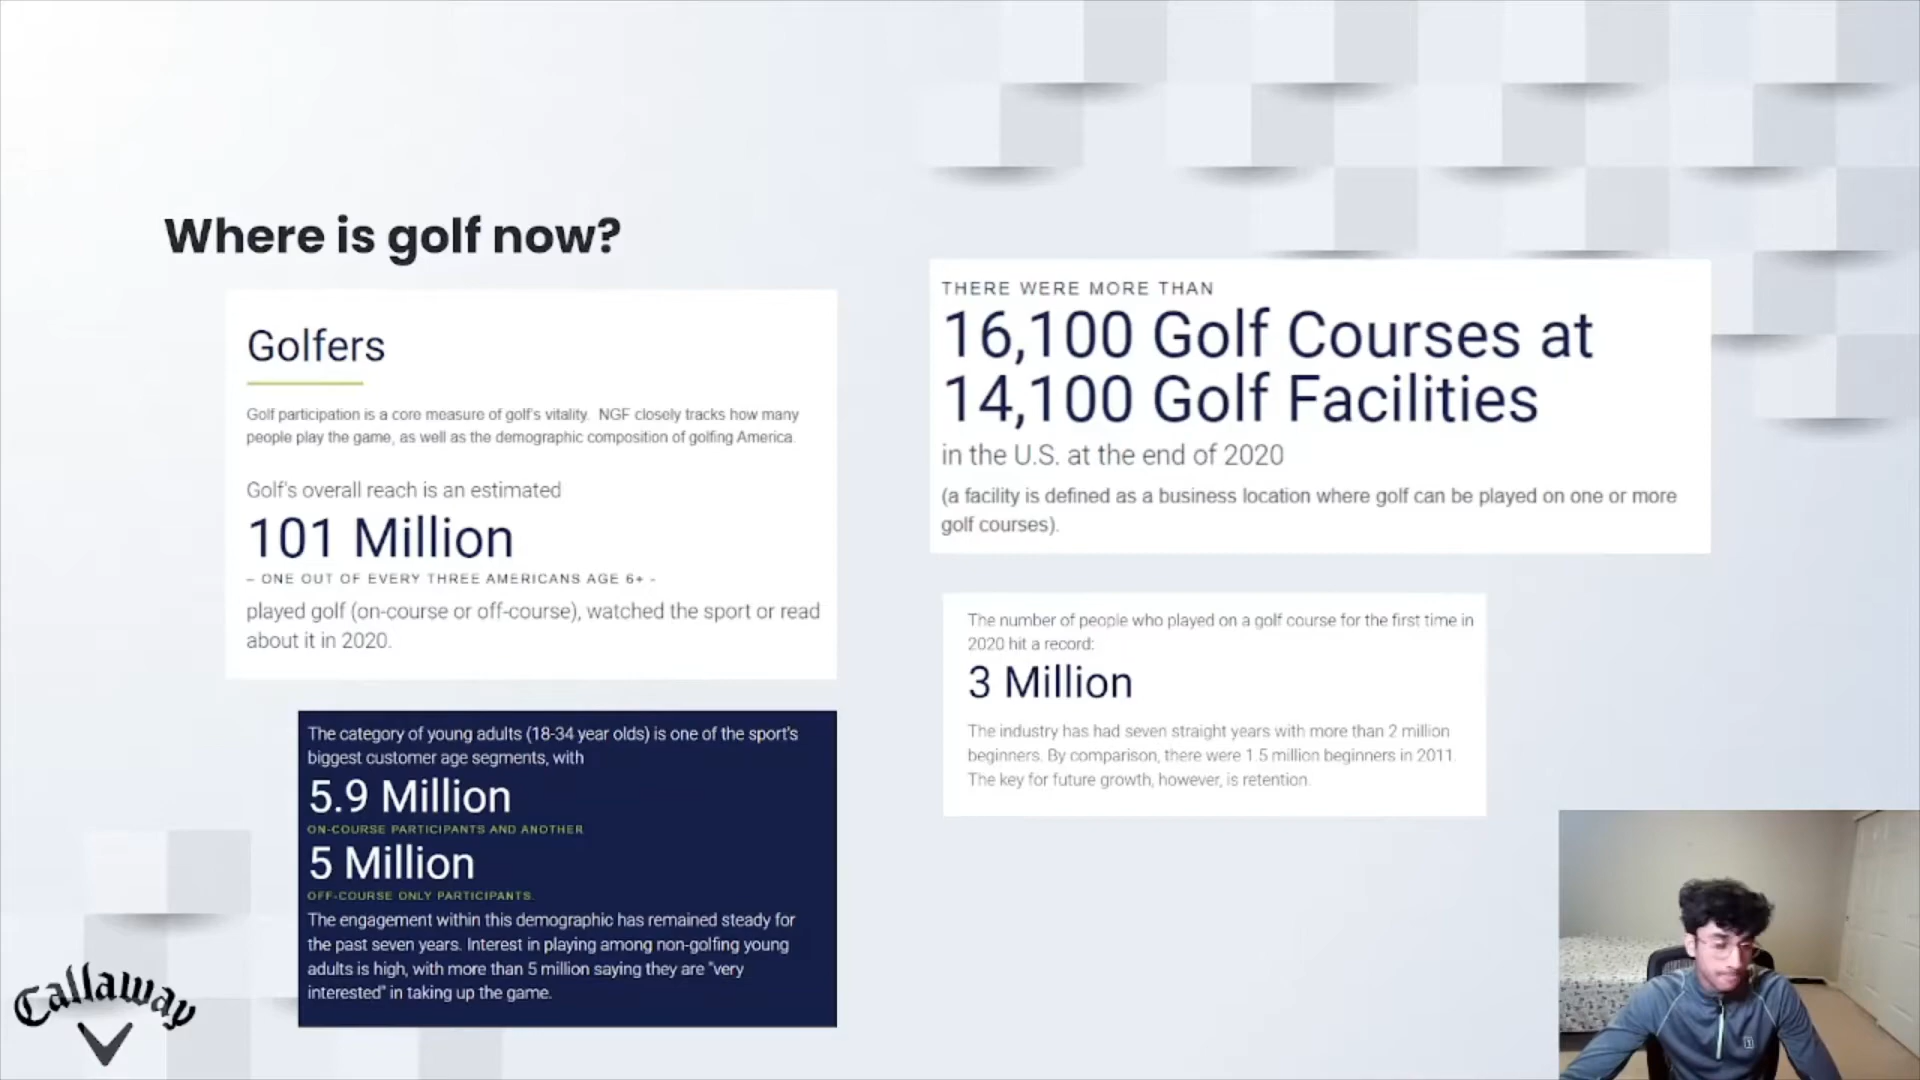 Where is golf now?
Golfers
Golf participation is a core measure of golf's vitality. NGF closely tracks how many
people play the game, as well as the demographic composition of golfing America.
Golf's overall reach is an estimated
101 Million
– ONE OUT OF EVERY THREE AMERICANS AGE 6+ -
played golf (on-course or off-course), watched the sport or read
about it in 2020.
The category of young adults (18-34 year olds) is one of the sport's
biggest customer age segments, with
5.9 Million
ON-COURSE PARTICIPANTS AND ANOTHER
5 Million
OFF-COURSE ONLY PARTICIPANTS.
The engagement within this demographic has remained steady for
the past seven years. Interest in playing among non-golfing young
adults is high, with more than 5 million saying they are "very
interested" in taking up the game.
THERE WERE MORE THAN
16,100 Golf Courses at
14,100 Golf Facilities
in the U.S. at the end of 2020
(a facility is defined as a business location where golf can be played on one or more
golf courses).
The number of people who played on a golf course for the first time in
2020 hit a record:
3 Million
The industry has had seven straight years with more than 2 million
beginners. By comparison, there were 1.5 million beginners in 2011.
The key for future growth, however, is retention.
Callaway